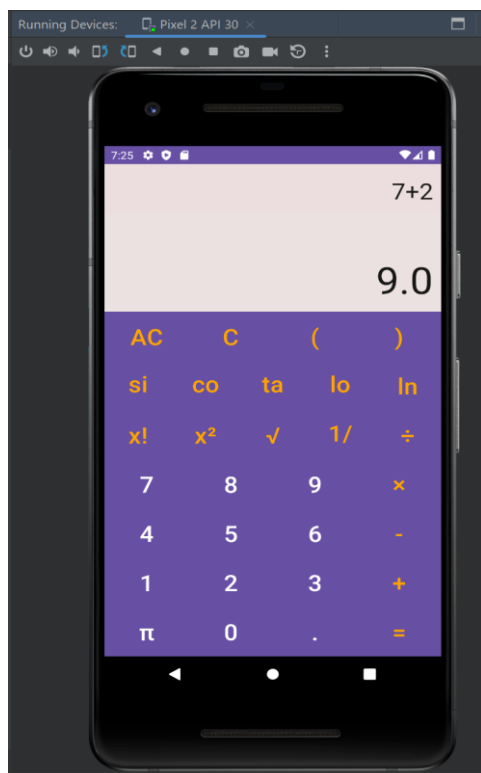 Running Devices: Pixel 2 API 30
7:25
7+2
9.0
AC C ( )
si co ta lo ln
x! x² √ 1/ ÷
7 8 9 ×
4 5 6 -
1 2 3 +
π 0 . =